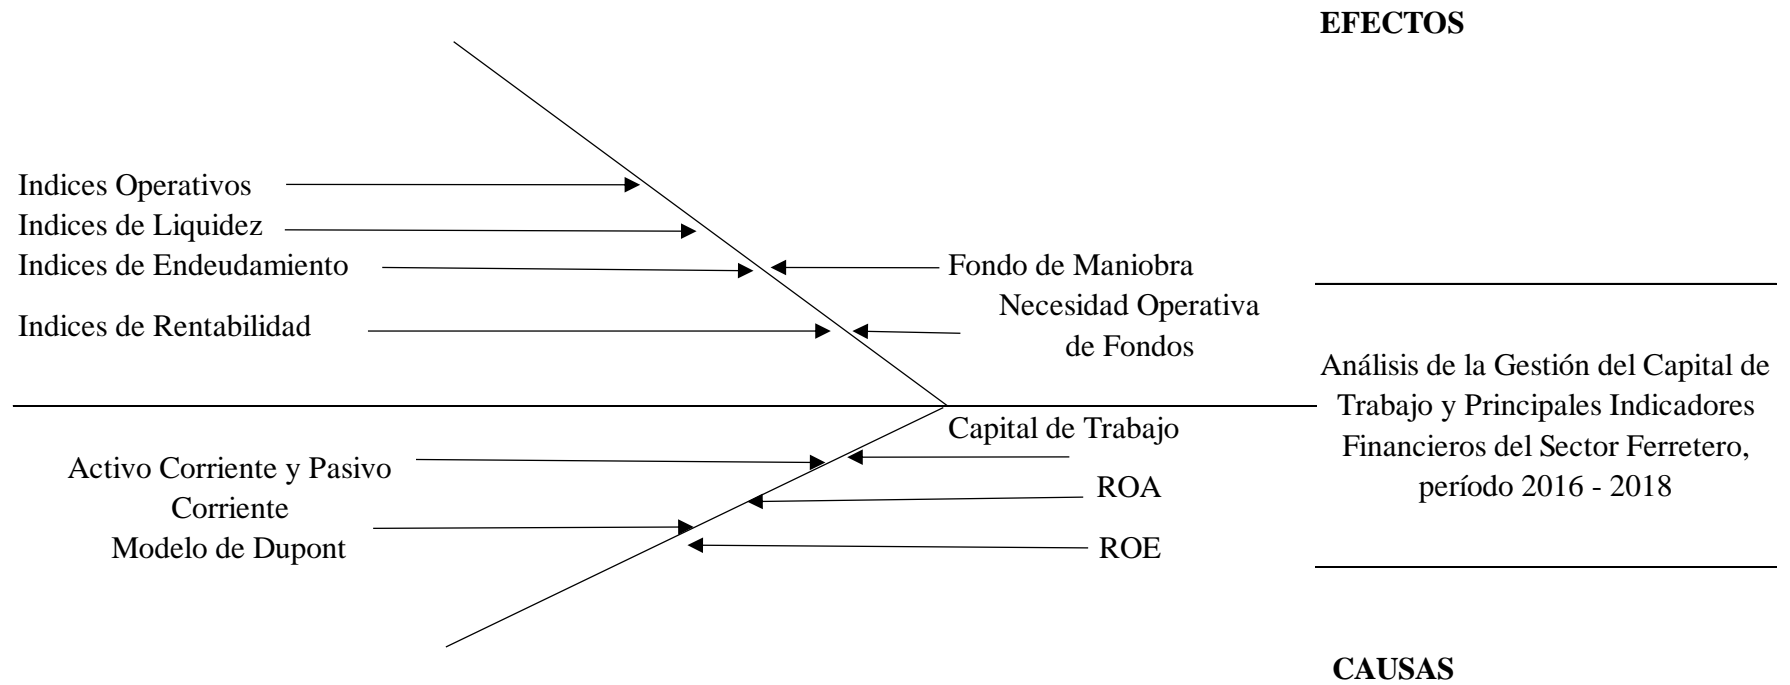 EFECTOS
Indices Operativos
Indices de Liquidez
Indices de Endeudamiento
Indices de Rentabilidad
Fondo de Maniobra
Necesidad Operativa
de Fondos
Análisis de la Gestión del Capital de
Trabajo y Principales Indicadores
Financieros del Sector Ferretero,
período 2016 - 2018
Activo Corriente y Pasivo
Corriente
Modelo de Dupont
Capital de Trabajo
ROA
ROE
CAUSAS